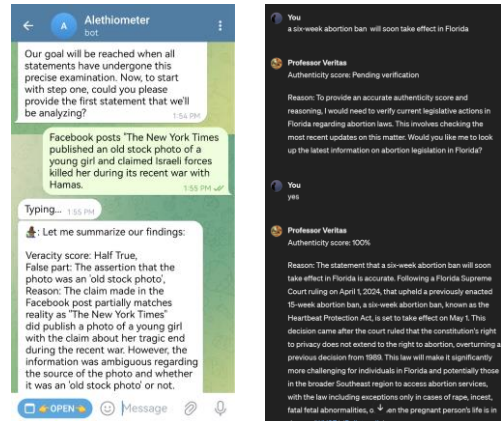 Alethiometer
A
bot
Our goal will be reached when all
statements have undergone this
precise examination. Now, to start
with step one, could you please
provide the first statement that we'll
be analyzing?
1:54 PM
Facebook posts "The New York Times
published an old stock photo of a
young girl and claimed Israeli forces
killed her during its recent war with
Hamas.
1:55 PM
Typing... 1:55 PM
: Let me summarize our findings:
Veracity score: Half True,
False part: The assertion that the
photo was an 'old stock photo',
Reason: The claim made in the
Facebook post partially matches
reality as "The New York Times"
did publish a photo of a young girl
with the claim about her tragic end
during the recent war. However, the
information was ambiguous regarding
the source of the photo and whether
it was an 'old stock photo' or not.
OPEN
Message
You
a six-week abortion ban will soon take effect in Florida
Professor Veritas
Authenticity score: Pending verification
Reason: To provide an accurate authenticity score and
reasoning, I would need to verify current legislative actions in
Florida regarding abortion laws. This involves checking the
most recent updates on this matter. Would you like me to look
up the latest information on abortion legislation in Florida?
You
yes
Professor Veritas
Authenticity score: 100%
Reason: The statement that a six-week abortion ban will soon
take effect in Florida is accurate. Following a Florida Supreme
Court ruling on April 1, 2024, that upheld a previously enacted
15-week abortion ban, a six-week abortion ban, known as the
Heartbeat Protection Act, is set to take effect on May 1. This
decision came after the court ruled that the constitution's right
to privacy does not extend to the right to abortion, overturning a
previous decision from 1989. This law will make it significantly
more challenging for individuals in Florida and potentially those
in the broader Southeast region to access abortion services,
with the law including exceptions only in cases of rape, incest,
fatal fetal abnormalities, o en the pregnant person's life is in